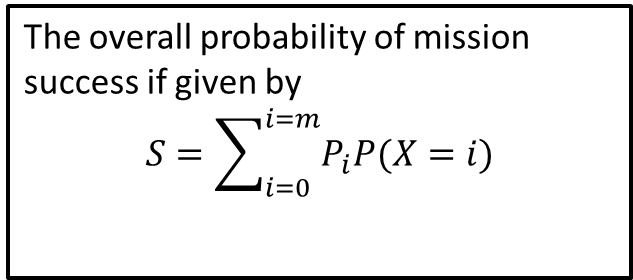 The overall probability of mission
success if given by
S = ∑_{i=0}^{i=m} P_i P(X = i)